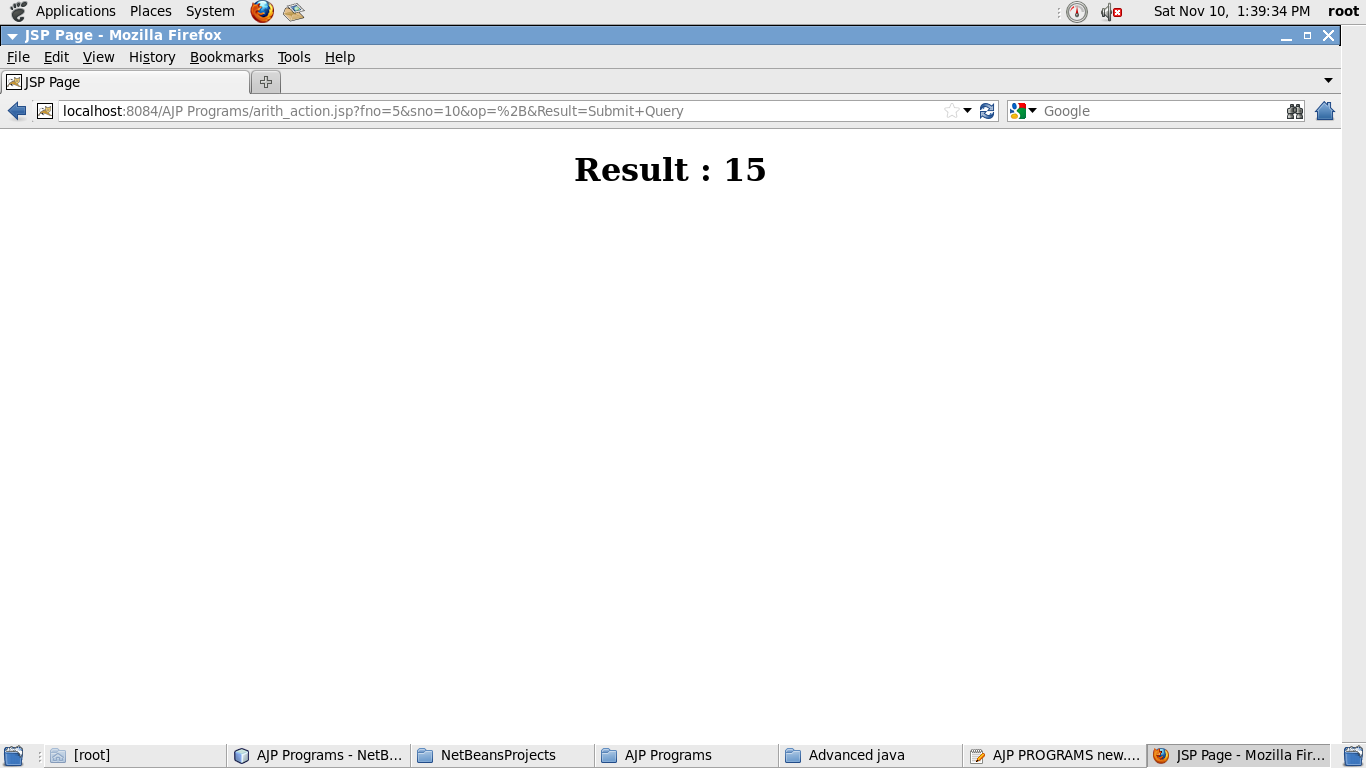 Applications Places System Sat Nov 10, 1:39:34 PM root
JSP Page - Mozilla Firefox
File Edit View History Bookmarks Tools Help
JSP Page
localhost:8084/AJP Programs/arith_action.jsp?fno=5&sno=10&op=%2B&Result=Submit+Query Google
Result : 15
[root] AJP Programs - NetB... NetBeansProjects AJP Programs Advanced java AJP PROGRAMS new.... JSP Page - Mozilla Fir...